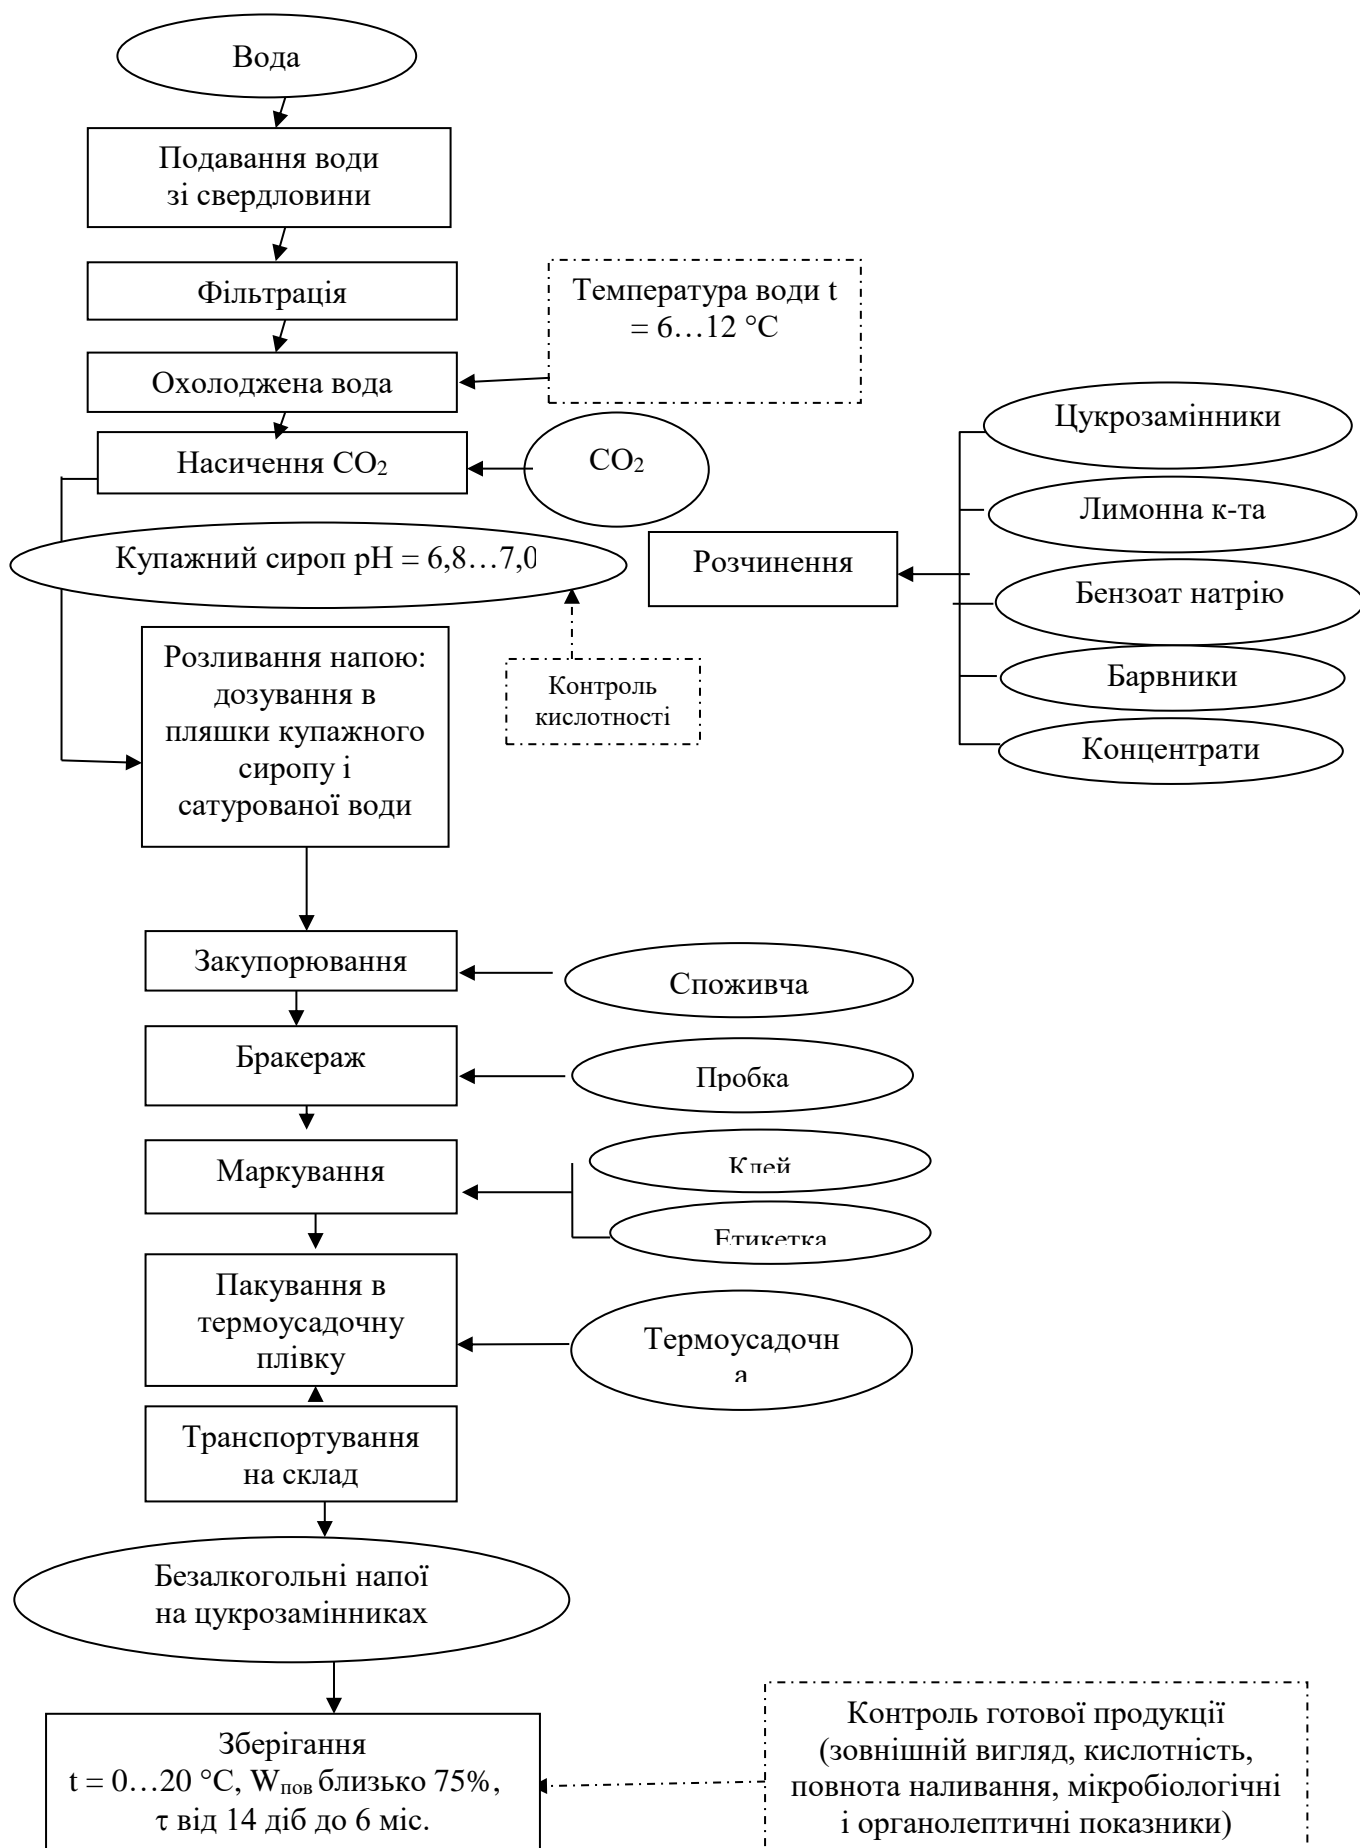 Вода
Подавання води
зі свердловини
Фільтрація
Температура води t
= 6…12 °C
Охолоджена вода
Насичення CO₂
CO₂
Цукрозамінники
Лимонна к-та
Купажний сироп pH = 6,8…7,0
Розчинення
Бензоат натрію
Барвники
Концентрати
Розливання напою:
дозування в
пляшки купажного
сиропу і
сатурованої води
Контроль
кислотності
Закупорювання
Споживча
Бракераж
Пробка
Маркування
Клей
Етикетка
Пакування в
термоусадочну
плівку
Термоусадочн
а
Транспортування
на склад
Безалкогольні напої
на цукрозамінниках
Зберігання
t = 0…20 °C, Wпов близько 75%,
τ від 14 діб до 6 міс.
Контроль готової продукції
(зовнішній вигляд, кислотність,
повнота наливання, мікробіологічні
і органолептичні показники)